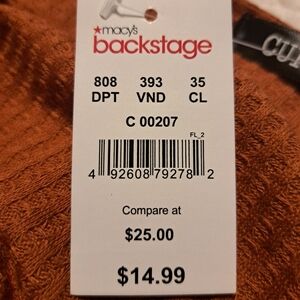 macy's
backstage
808 393 35
DPT VND CL
C 00207
FL_2
4 92608 79278 2
Compare at
$25.00
$14.99